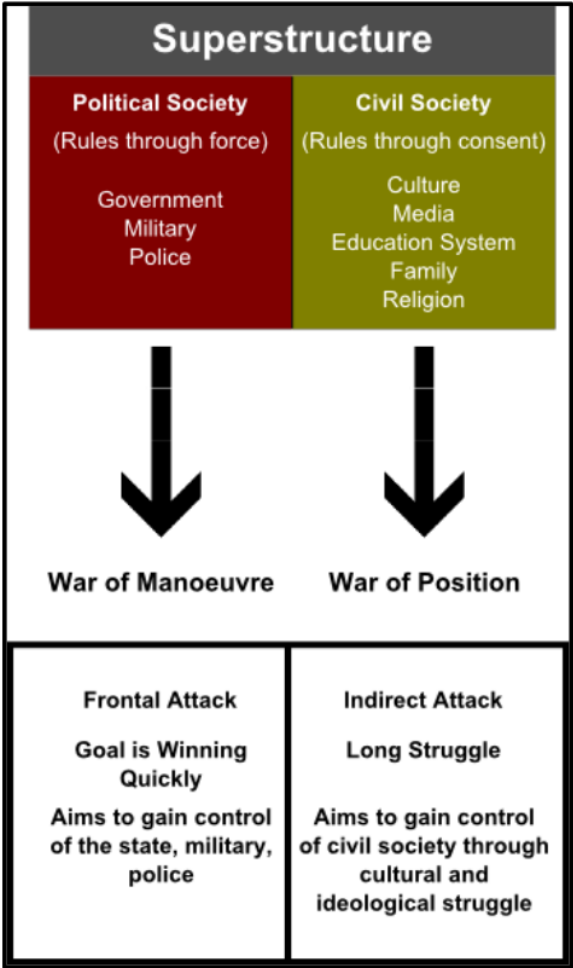 Superstructure
Political Society
(Rules through force)
Government
Military
Police
Civil Society
(Rules through consent)
Culture
Media
Education System
Family
Religion
War of Manoeuvre
War of Position
Frontal Attack
Goal is Winning
Quickly
Aims to gain control
of the state, military,
police
Indirect Attack
Long Struggle
Aims to gain control
of civil society through
cultural and
ideological struggle